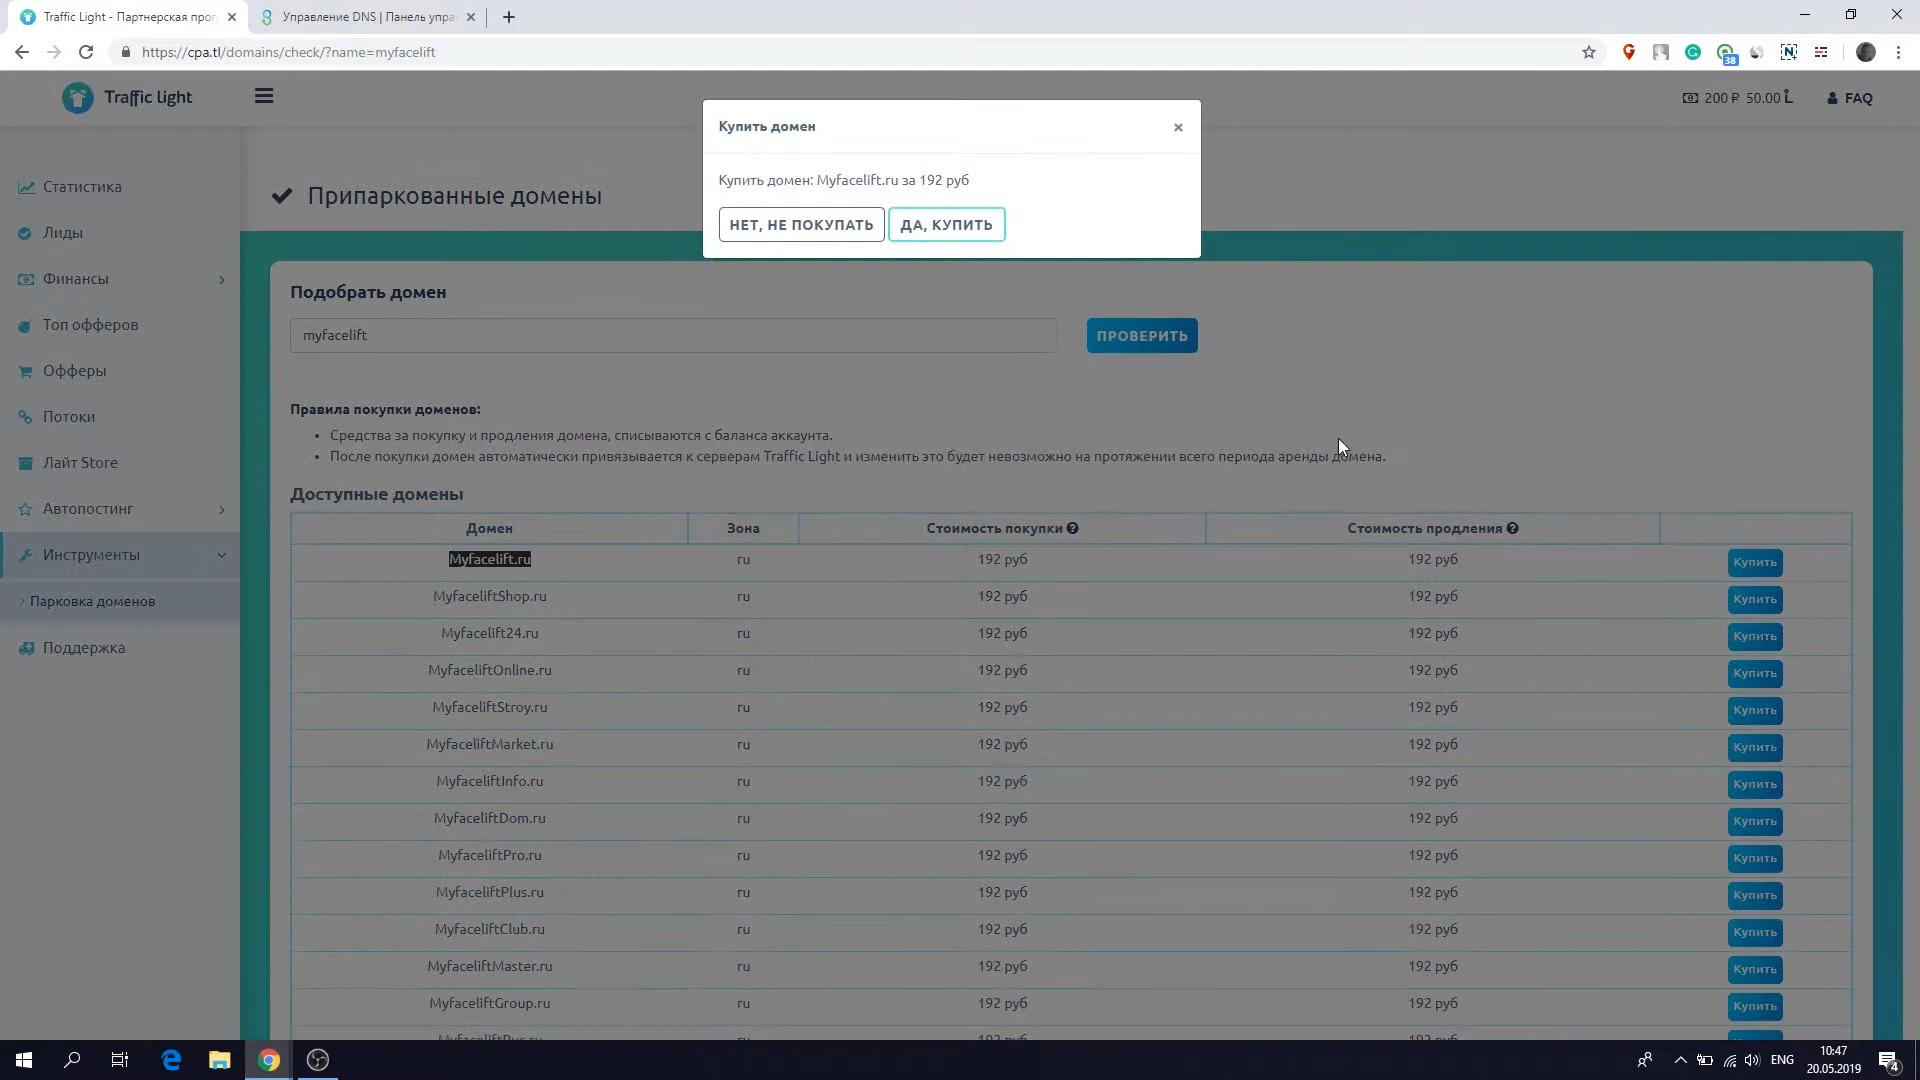 Traffic Light - Партнерская прог
Управление DNS | Панель упра
https://cpa.tl/domains/check/?name=myfacelift
38
Traffic light
200 ₽ 50.00
FAQ
Купить домен
×
Купить домен: Myfacelift.ru за 192 руб
НЕТ, НЕ ПОКУПАТЬ
ДА, КУПИТЬ
Статистика
Лиды
Финансы
Топ офферов
Офферы
Потоки
Лайт Store
Автопостинг
Инструменты
Парковка доменов
Поддержка
Припаркованные домены
Подобрать домен
myfacelift
ПРОВЕРИТЬ
Правила покупки доменов:
• Средства за покупку и продления домена, списываются с баланса аккаунта.
• После покупки домен автоматически привязывается к серверам Traffic Light и изменить это будет невозможно на протяжении всего периода аренды домена.
Доступные домены
Домен Зона Стоимость покупки Стоимость продления
Myfacelift.ru ru 192 руб 192 руб Купить
MyfaceliftShop.ru ru 192 руб 192 руб Купить
Myfacelift24.ru ru 192 руб 192 руб Купить
MyfaceliftOnline.ru ru 192 руб 192 руб Купить
MyfaceliftStroy.ru ru 192 руб 192 руб Купить
MyfaceliftMarket.ru ru 192 руб 192 руб Купить
MyfaceliftInfo.ru ru 192 руб 192 руб Купить
MyfaceliftDom.ru ru 192 руб 192 руб Купить
MyfaceliftPro.ru ru 192 руб 192 руб Купить
MyfaceliftPlus.ru ru 192 руб 192 руб Купить
MyfaceliftClub.ru ru 192 руб 192 руб Купить
MyfaceliftMaster.ru ru 192 руб 192 руб Купить
MyfaceliftGroup.ru ru 192 руб 192 руб Купить
ENG
10:47
20.05.2019
4